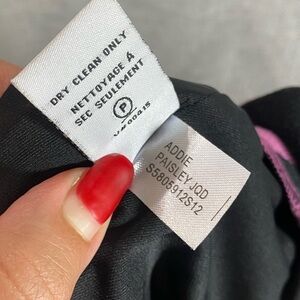 DRY CLEAN ONLY
NETTOYAGE À
SEC SEULEMENT
P
ADDIE
PAISLEY JQD
S5805912S12